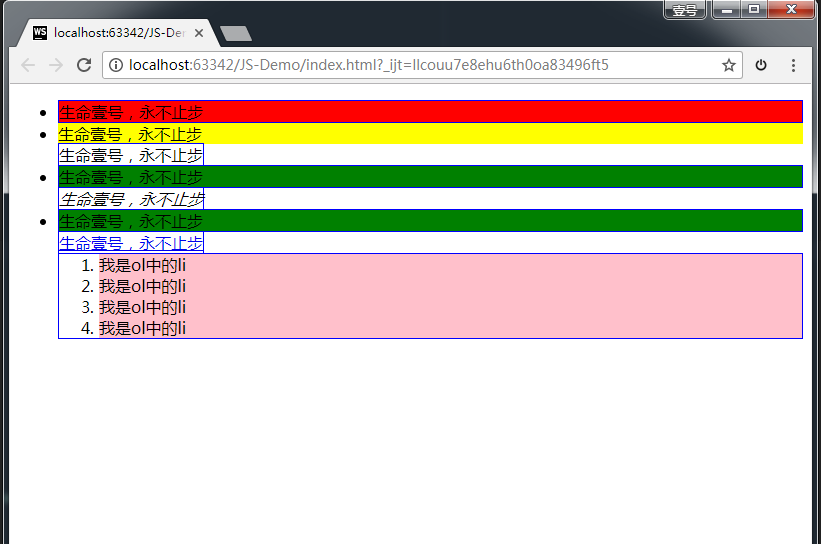 壹号
WS localhost:63342/JS-De
localhost:63342/JS-Demo/index.html?_ijt=llcouu7e8ehu6th0oa83496ft5
生命壹号，永不止步
生命壹号，永不止步
生命壹号，永不止步
生命壹号，永不止步
生命壹号，永不止步
生命壹号，永不止步
生命壹号，永不止步
1. 我是ol中的li
2. 我是ol中的li
3. 我是ol中的li
4. 我是ol中的li